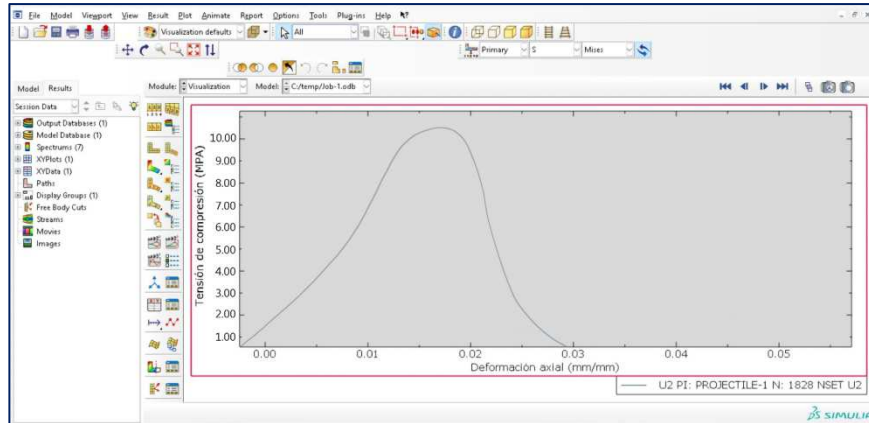 File Model Viewport View Result Plot Animate Report Options Tools Plug-ins Help
Visualization defaults All
Primary S Mises
Model Results Module: Visualization Model: C:/temp/Job-1.odb
Session Data
Output Databases (1)
Model Database (1)
Spectrums (7)
XYPlots (1)
XYData (1)
Paths
Display Groups (1)
Free Body Cuts
Streams
Movies
Images
Tensión de compresión (MPA)
10.00
9.00
8.00
7.00
6.00
5.00
4.00
3.00
2.00
1.00
0.00 0.01 0.02 0.03 0.04 0.05
Deformación axial (mm/mm)
U2 PI: PROJECTILE-1 N: 1828 NSET U2
SIMULIA